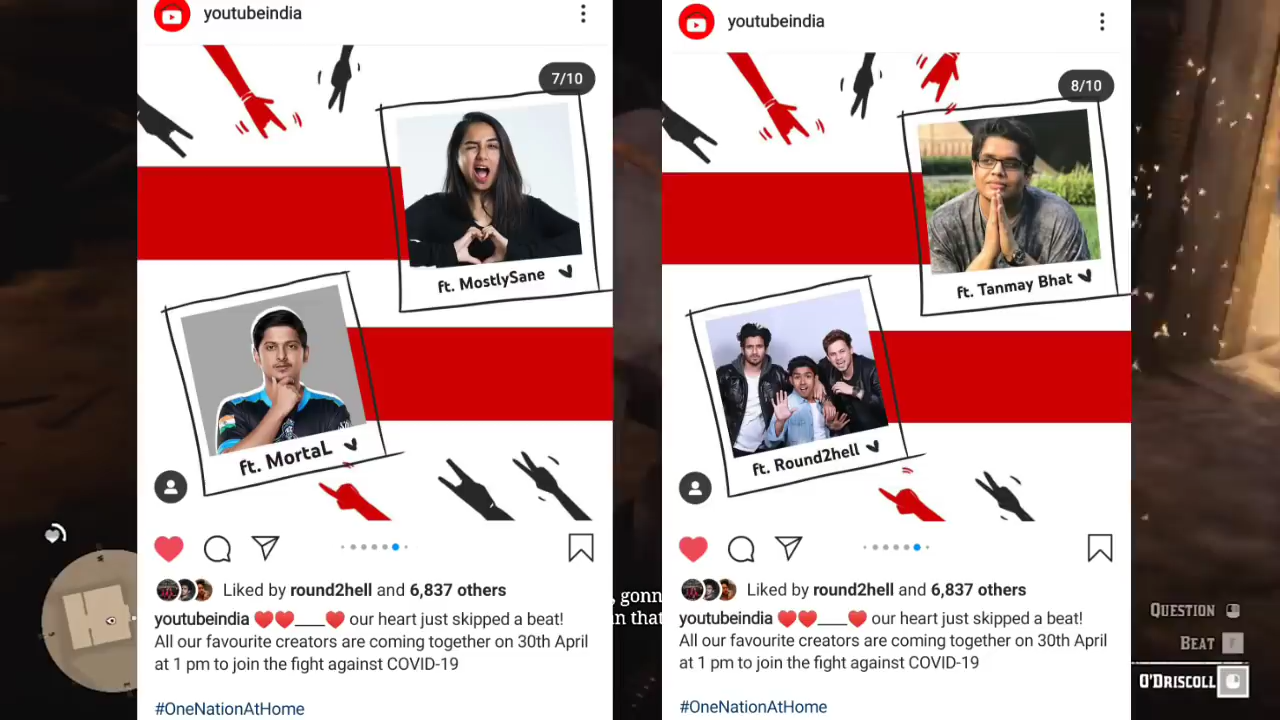 youtubeindia
7/10
ft. MostlySane
ft. MortaL
Liked by round2hell and 6,837 others
youtubeindia ❤️❤️____❤️ our heart just skipped a beat!
All our favourite creators are coming together on 30th April
at 1 pm to join the fight against COVID-19
#OneNationAtHome
youtubeindia
8/10
ft. Tanmay Bhat
ft. Round2hell
Liked by round2hell and 6,837 others
youtubeindia ❤️❤️____❤️ our heart just skipped a beat!
All our favourite creators are coming together on 30th April
at 1 pm to join the fight against COVID-19
#OneNationAtHome
, gonn
n that
QUESTION
BEAT F
O'DRISCOLL